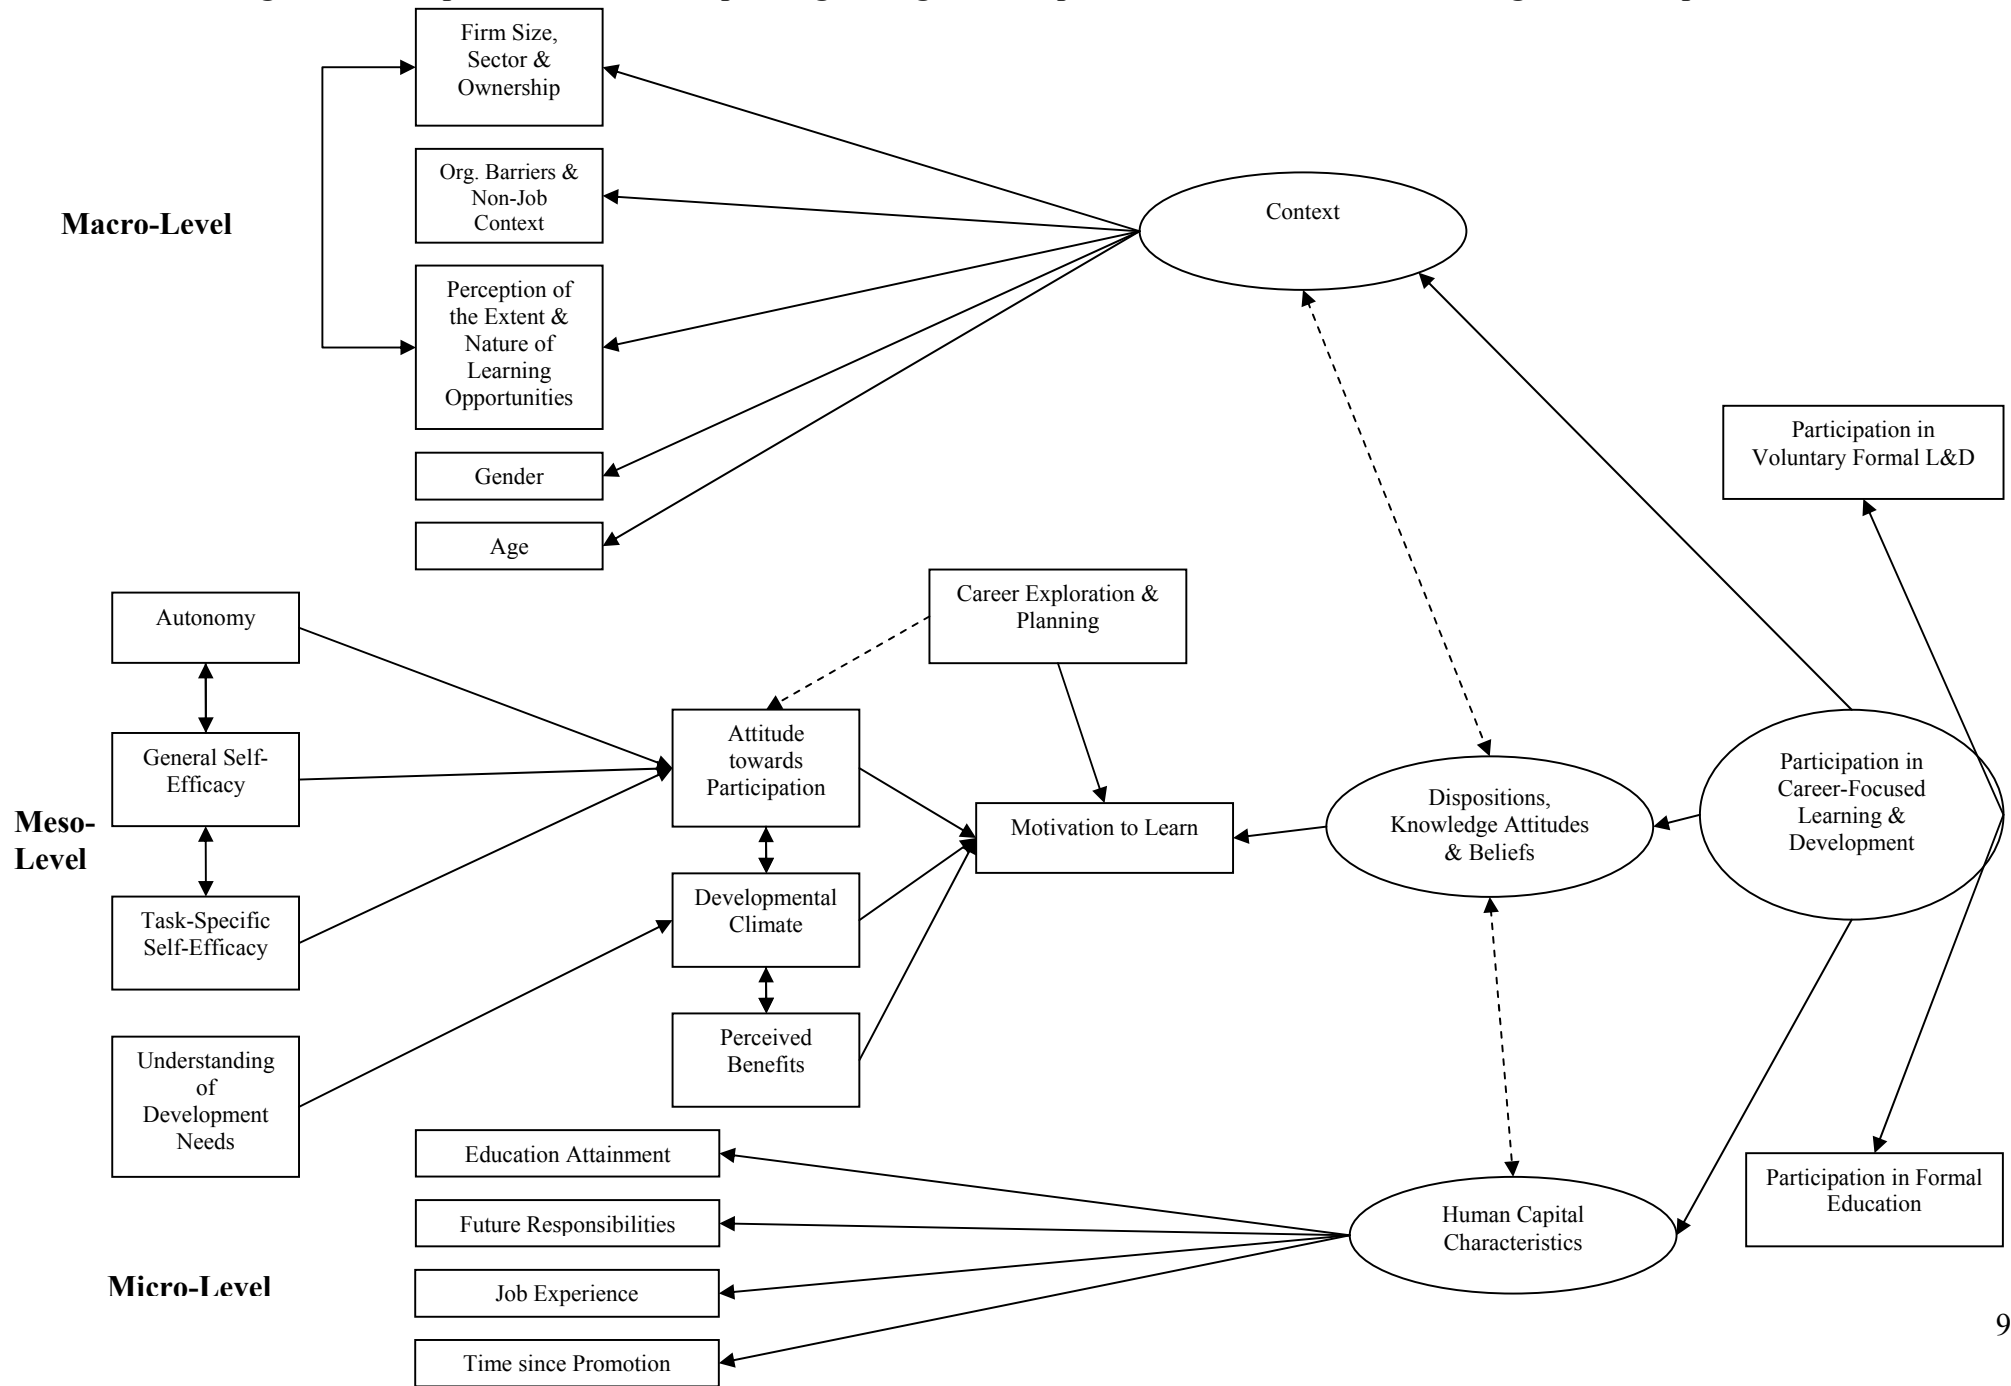 Firm Size,
Sector &
Ownership
Org. Barriers &
Non-Job
Context
Macro-Level
Context
Perception of
the Extent &
Nature of
Learning
Opportunities
Gender
Age
Participation in
Voluntary Formal L&D
Autonomy
Career Exploration &
Planning
General Self-
Efficacy
Attitude
towards
Participation
Meso-
Level
Motivation to Learn
Dispositions,
Knowledge Attitudes
& Beliefs
Participation in
Career-Focused
Learning &
Development
Task-Specific
Self-Efficacy
Developmental
Climate
Understanding
of
Development
Needs
Perceived
Benefits
Education Attainment
Future Responsibilities
Human Capital
Characteristics
Participation in Formal
Education
Micro-Level
Job Experience
Time since Promotion
9